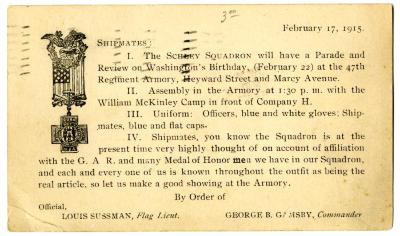 3⁰⁰
February 17, 1915.
SHIPMATES:
I. The SCHLEY SQUADRON will have a Parade and
Review on Washington's Birthday, (February 22) at the 47th
Regiment Armory, Heyward Street and Marcy Avenue.
II. Assembly in the Armory at 1:30 p. m. with the
William McKinley Camp in front of Company H.
III. Uniform: Officers, blue and white gloves; Ship-
mates, blue and flat caps.
IV. Shipmates, you know the Squadron is at the
present time very highly thought of on account of affiliation
with the G. A R. and many Medal of Honor men we have in our Squadron,
and each and every one of us is known throughout the outfit as being the
real article, so let us make a good showing at the Armory.
By Order of
Official,
LOUIS SUSSMAN, Flag Lieut. GEORGE B. , Commander